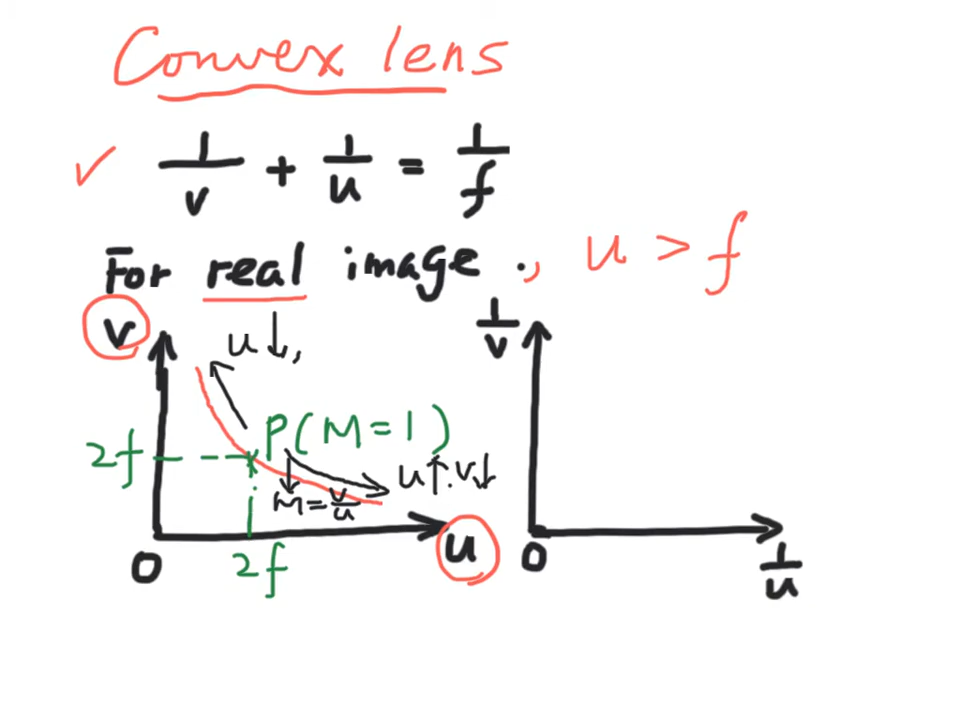 Convex lens
✓ 1/v + 1/u = 1/f
For real image ., u > f
v
u↓,
P(M=1)
2f
u↑.v↓
M=v/u
0
2f
u
1/v
0
1/u